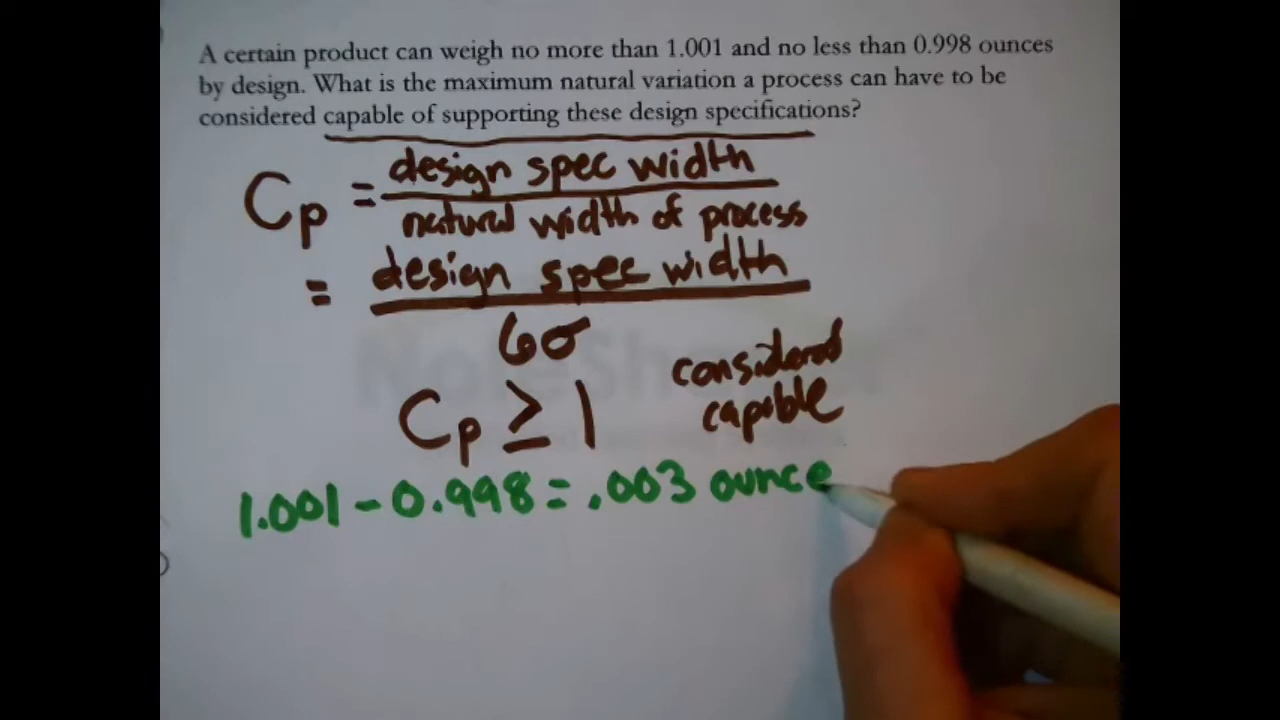 A certain product can weigh no more than 1.001 and no less than 0.998 ounces
by design. What is the maximum natural variation a process can have to be
considered capable of supporting these design specifications?
Cp = design spec width
natural width of process
= design spec width
6σ
Cp ≥ 1 considered
capable
1.001 - 0.998 = .003 ounce